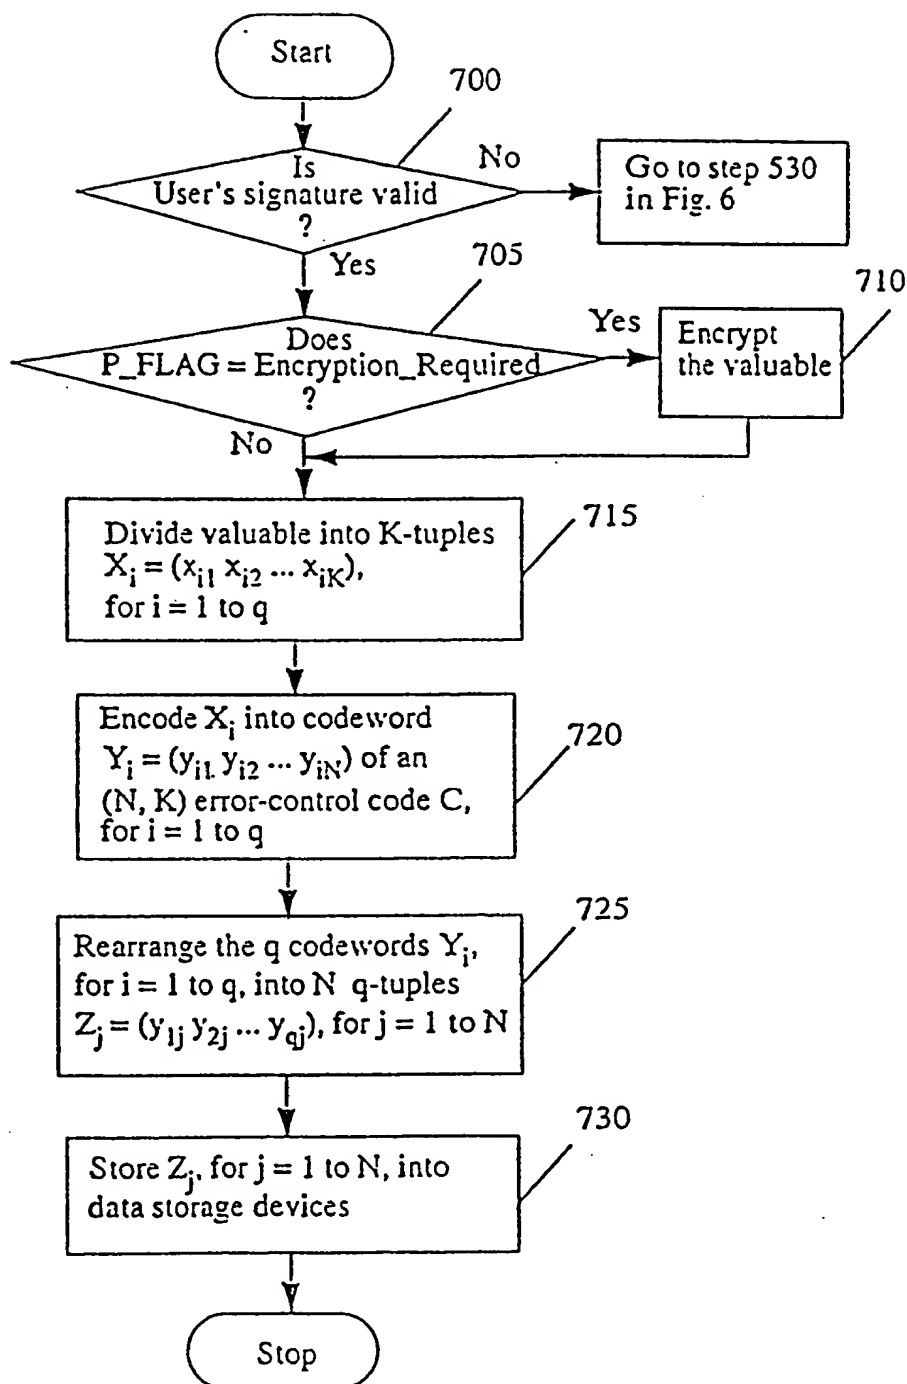 Start
700
Is
User's signature valid
?
No
Go to step 530
in Fig. 6
Yes
705
Does
P_FLAG = Encryption_Required
?
Yes
710
Encrypt
the valuable
No
Divide valuable into K-tuples
X_i = (x_i1 x_i2 ... x_iK),
for i = 1 to q
715
Encode X_i into codeword
Y_i = (y_i1 y_i2 ... y_iN) of an
(N, K) error-control code C,
for i = 1 to q
720
Rearrange the q codewords Y_i,
for i = 1 to q, into N q-tuples
Z_j = (y_1j y_2j ... y_qj), for j = 1 to N
725
Store Z_j, for j = 1 to N, into
data storage devices
730
Stop